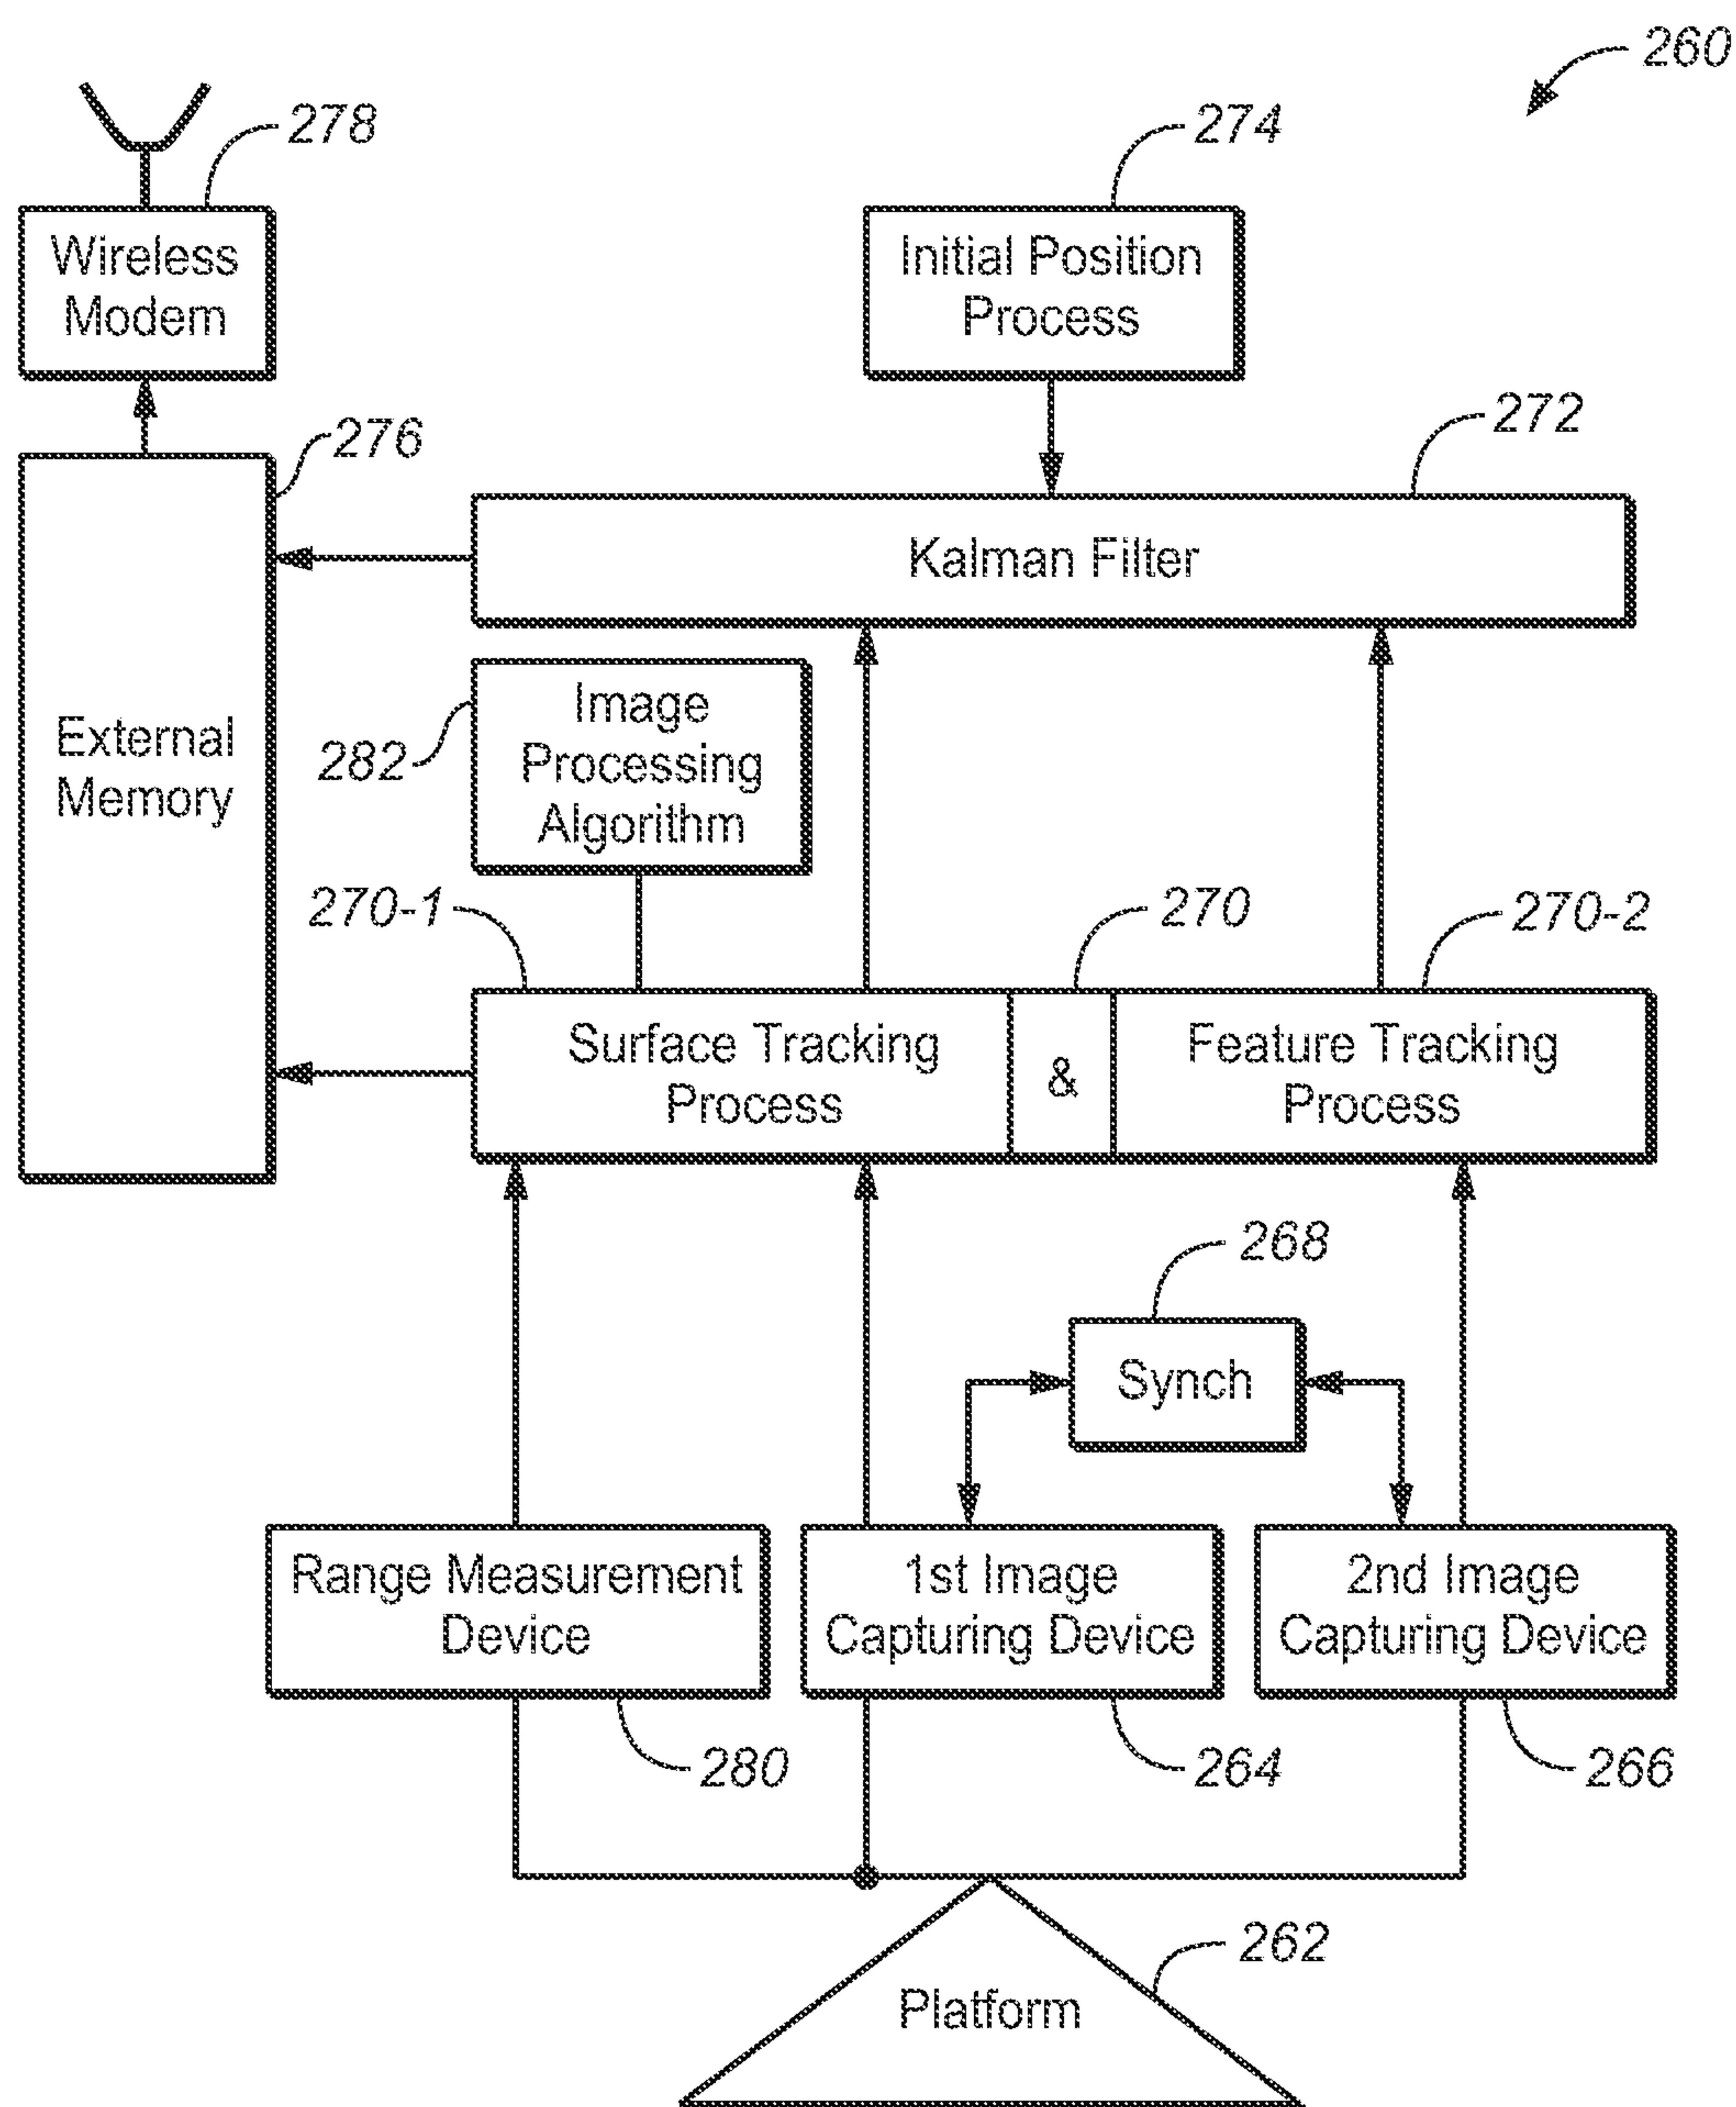 260
278
274
Wireless
Modem
Initial Position
Process
276
272
Kalman Filter
External
Memory
282
Image
Processing
Algorithm
270-1
270
270-2
Surface Tracking
Process
&
Feature Tracking
Process
268
Synch
Range Measurement
Device
1st Image
Capturing Device
2nd Image
Capturing Device
280
264
266
262
Platform